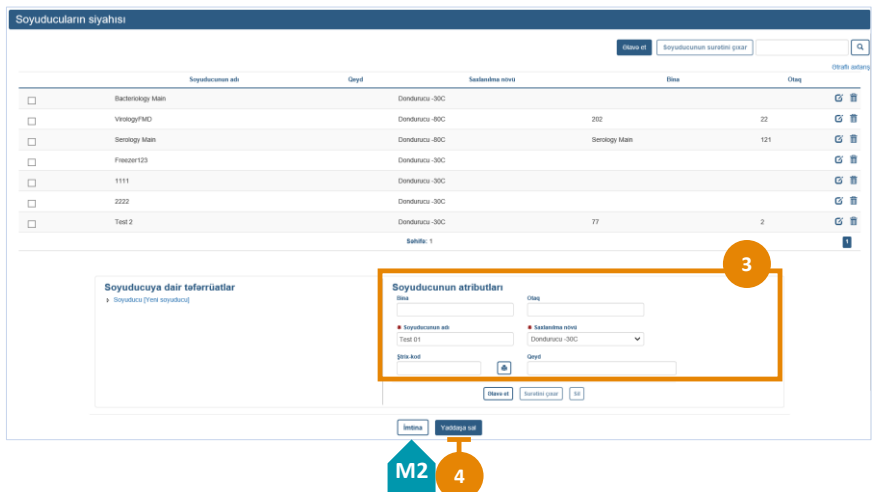 Soyuducuların siyahısı
Əlavə et Soyuducunun surətini çıxar
Ətraflı axtarış
Soyuducunun adı Qeyd Saxlanılma növü Bina Otaq
Bacteriology Main Dondurucu -30C
VirologyFMD Dondurucu -80C 202 22
Serology Main Dondurucu -80C Serology Main 121
Freezer123 Dondurucu -30C
1111 Dondurucu -30C
2222 Dondurucu -30C
Test 2 Dondurucu -30C 77 2
Səhifə: 1 1
3
Soyuducuya dair təfərrüatlar Soyuducunun atributları
Soyuducu [Yeni soyuducu] Bina Otaq
Soyuducunun adı Saxlanılma növü
Test 01 Dondurucu -30C
Ştrix-kod Qeyd
Əlavə et Surətini çıxar Sil
İmtina Yaddaşa sal
M2 4